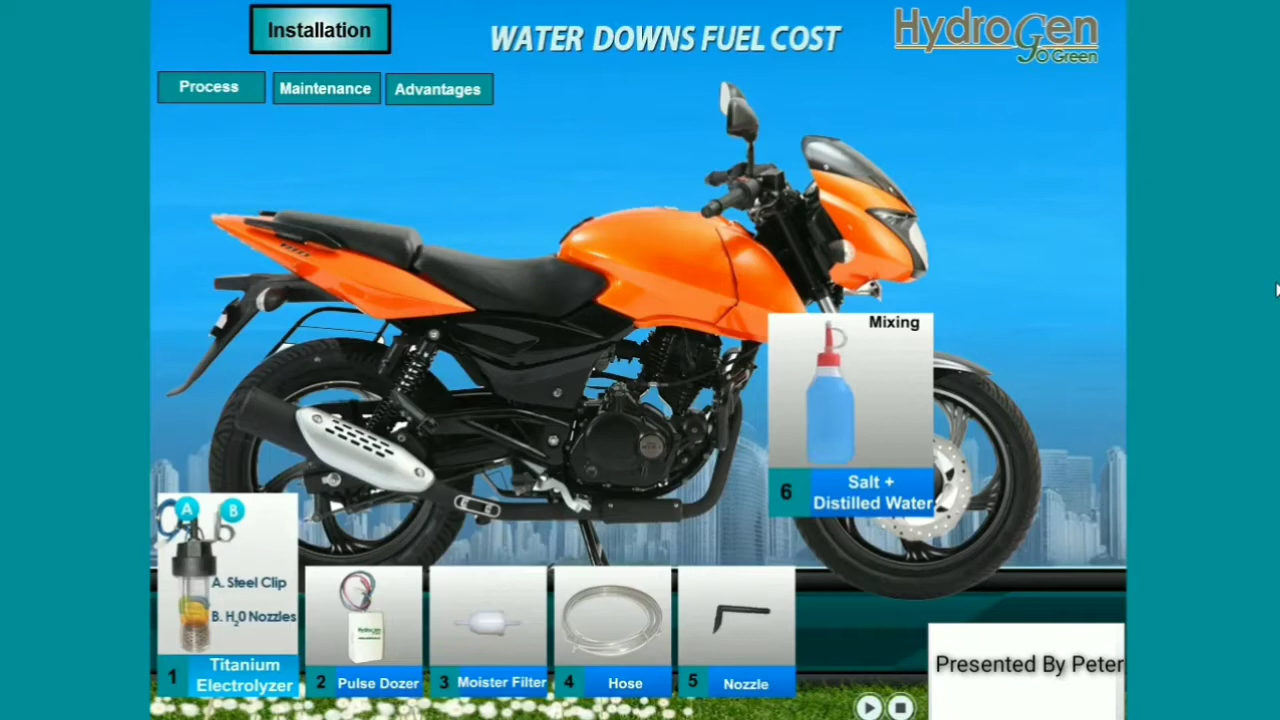 Installation
WATER DOWNS FUEL COST
HydroGen
Go Green
Process
Maintenance
Advantages
Mixing
6
Salt +
Distilled Water
A
B
A. Steel Clip
B. H₂0 Nozzles
1
Titanium
Electrolyzer
2
Pulse Dozer
3
Moister Filter
4
Hose
5
Nozzle
Presented By Peter